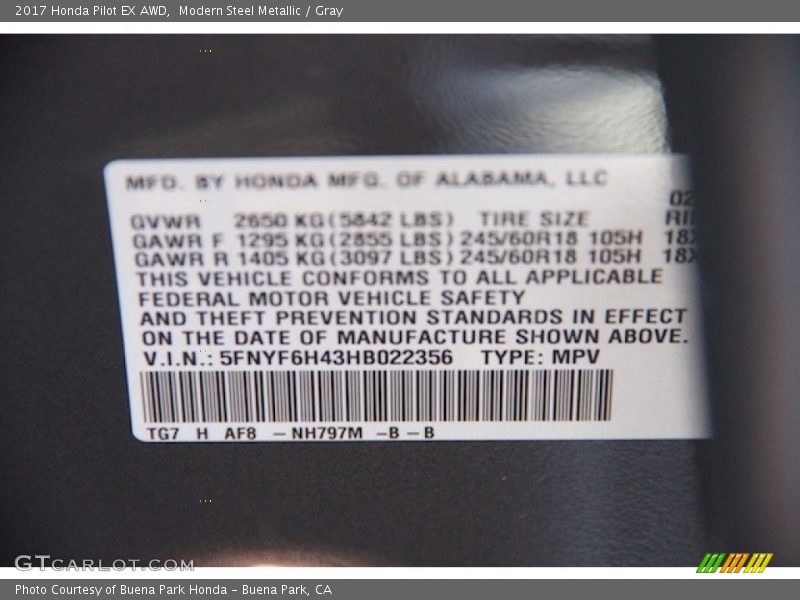 2017 Honda Pilot EX AWD,  Modern Steel Metallic / Gray
MFD. BY HONDA MFG. OF ALABAMA, LLC
02
GVWR 2650 KG(5842 LBS) TIRE SIZE
GAWR F 1295 KG(2855 LBS) 245/60R18 105H 18X
GAWR R 1405 KG(3097 LBS) 245/60R18 105H 18X
THIS VEHICLE CONFORMS TO ALL APPLICABLE
FEDERAL MOTOR VEHICLE SAFETY
AND THEFT PREVENTION STANDARDS IN EFFECT
ON THE DATE OF MANUFACTURE SHOWN ABOVE.
V.I.N.: 5FNYF6H43HB022356 TYPE: MPV
TG7 H AF8 -NH797M -B-B
GTCARLOT.COM
Photo Courtesy of Buena Park Honda - Buena Park, CA